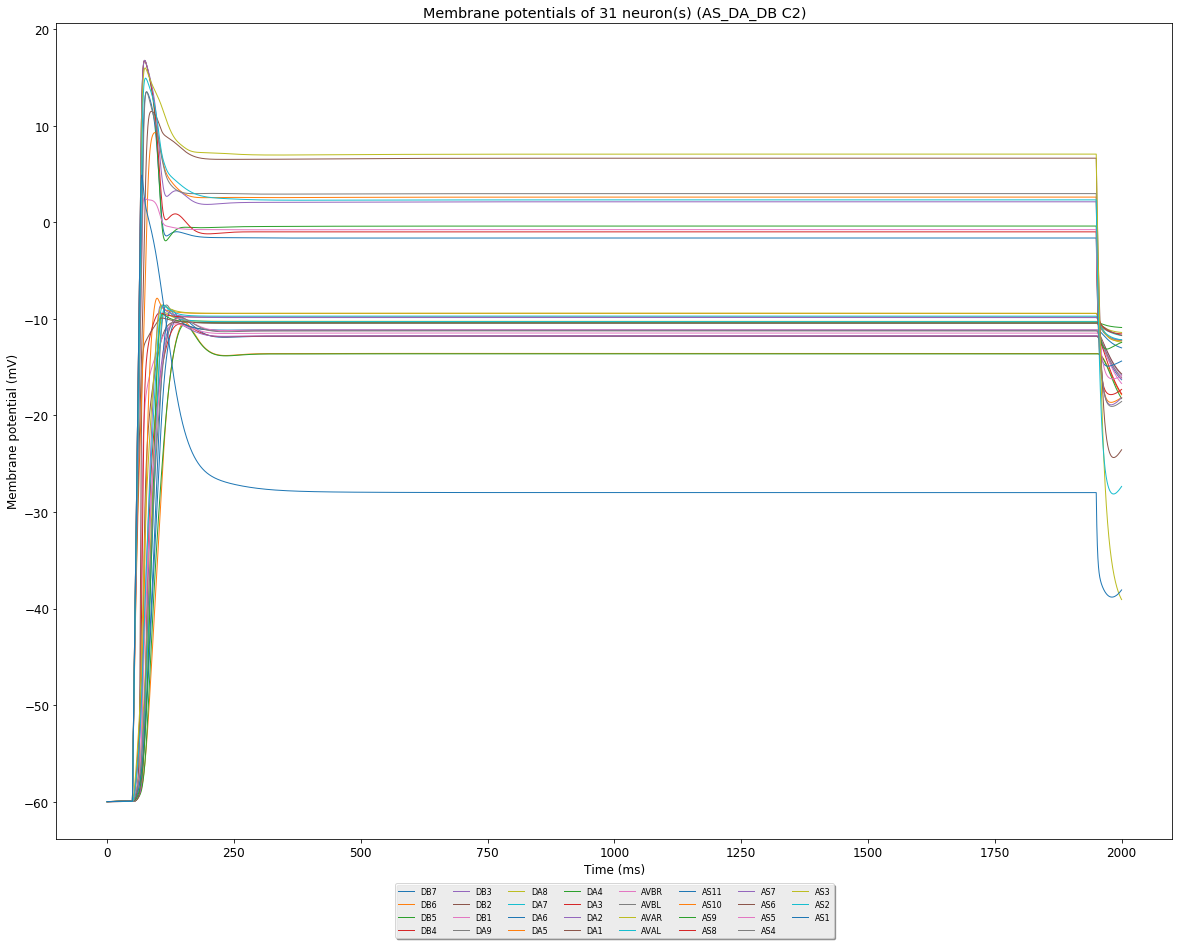 Membrane potentials of 31 neuron(s) (AS_DA_DB C2)
20
10
0
−10
−20
−30
−40
−50
−60
Membrane potential (mV)
0 250 500 750 1000 1250 1500 1750 2000
Time (ms)
DB7 DB3 DA8 DA4 AVBR AS11 AS7 AS3
DB6 DB2 DA7 DA3 AVBL AS10 AS6 AS2
DB5 DB1 DA6 DA2 AVAR AS9 AS5 AS1
DB4 DA9 DA5 DA1 AVAL AS8 AS4